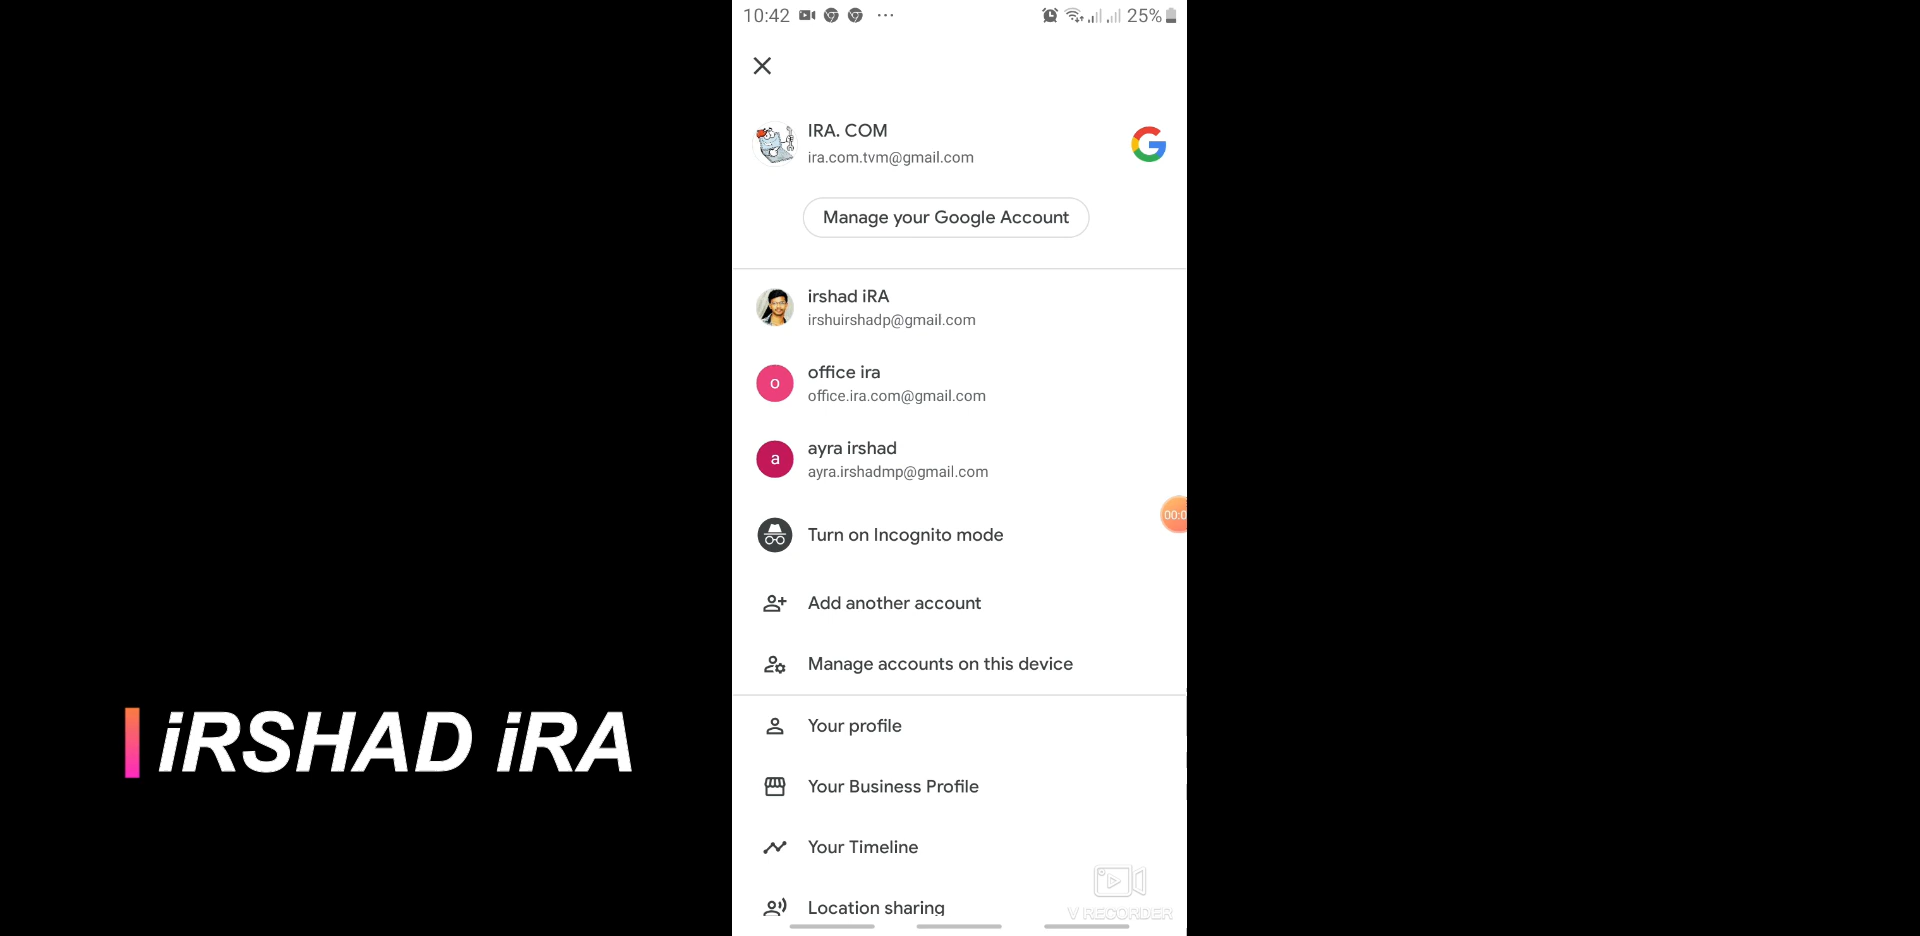 10:42
25%
IRA. COM
ira.com.tvm@gmail.com
Manage your Google Account
irshad iRA
irshuirshadp@gmail.com
o
office ira
office.ira.com@gmail.com
a
ayra irshad
ayra.irshadmp@gmail.com
00:0
Turn on Incognito mode
Add another account
Manage accounts on this device
iRSHAD iRA
Your profile
Your Business Profile
Your Timeline
Location sharing
V RECORDER